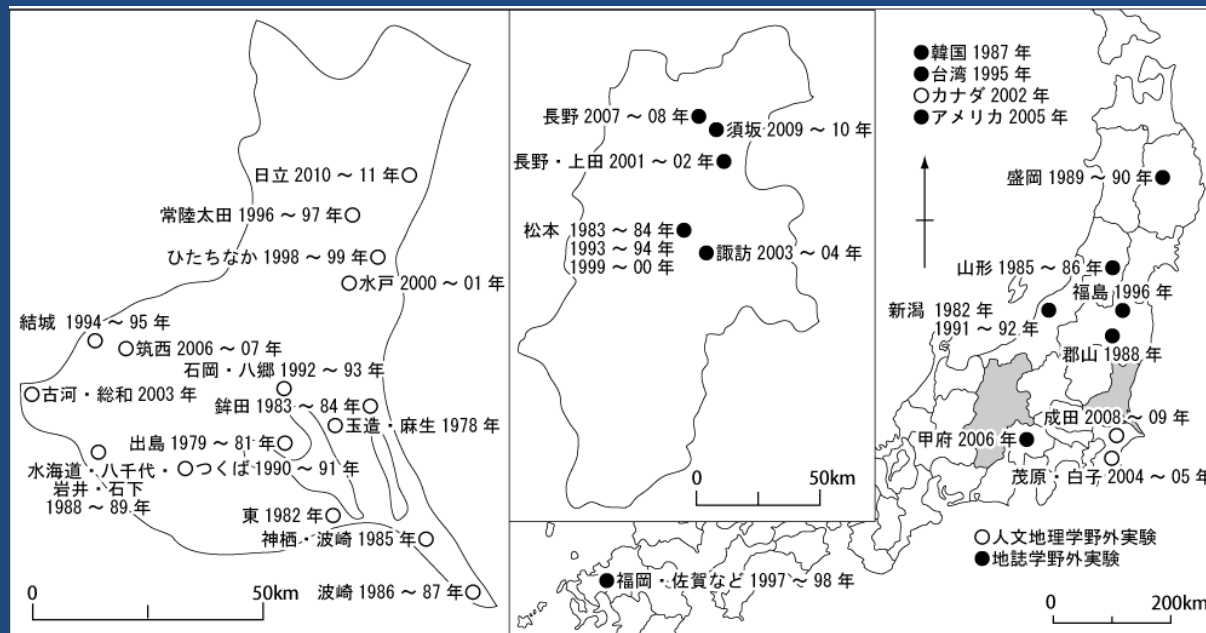 日立 2010 ～ 11 年
常陸太田 1996 ～ 97 年
ひたちなか 1998 ～ 99 年
水戸 2000 ～ 01 年
結城 1994 ～ 95 年
筑西 2006 ～ 07 年
石岡・八郷 1992 ～ 93 年
古河・総和 2003 年
鉾田 1983 ～ 84 年
玉造・麻生 1978 年
出島 1979 ～ 81 年
水海道・八千代・
岩井・石下
1988 ～ 89 年
つくば 1990 ～ 91 年
東 1982 年
神栖・波崎 1985 年
波崎 1986 ～ 87 年
0 50km
長野 2007 ～ 08 年
須坂 2009 ～ 10 年
長野・上田 2001 ～ 02 年
松本 1983 ～ 84 年
1993 ～ 94 年
1999 ～ 00 年
諏訪 2003 ～ 04 年
0 50km
●韓国 1987 年
●台湾 1995 年
○カナダ 2002 年
●アメリカ 2005 年
盛岡 1989 ～ 90 年
山形 1985 ～ 86 年
福島 1996 年
新潟 1982 年
1991 ～ 92 年
郡山 1988 年
成田 2008 ～ 09 年
甲府 2006 年
茂原・白子 2004 ～ 05 年
福岡・佐賀など 1997 ～ 98 年
○人文地理学野外実験
●地誌学野外実験
0 200km